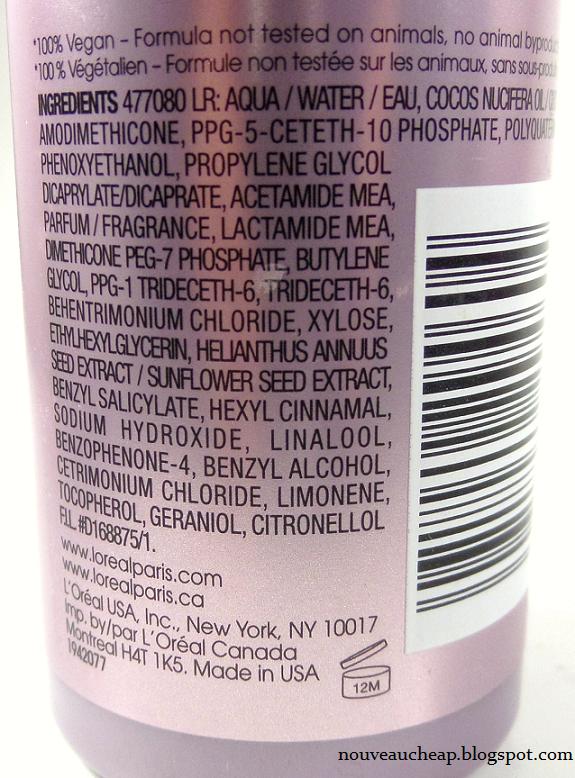 *100% Vegan – Formula not tested on animals, no animal
*100% Végétalien – Formule non testée sur les animaux, sans
INGREDIENTS 477080 LR: AQUA / WATER / EAU, COCOS NUCIFERA OIL /
AMODIMETHICONE, PPG-5-CETETH-10 PHOSPHATE,
PHENOXYETHANOL, PROPYLENE GLYCOL
DICAPRYLATE/DICAPRATE, ACETAMIDE MEA,
PARFUM / FRAGRANCE, LACTAMIDE MEA,
DIMETHICONE PEG-7 PHOSPHATE, BUTYLENE
GLYCOL, PPG-1 TRIDECETH-6, TRIDECETH-6,
BEHENTRIMONIUM CHLORIDE, XYLOSE,
ETHYLHEXYLGLYCERIN, HELIANTHUS ANNUUS
SEED EXTRACT / SUNFLOWER SEED EXTRACT,
BENZYL SALICYLATE, HEXYL CINNAMAL,
SODIUM HYDROXIDE, LINALOOL,
BENZOPHENONE-4, BENZYL ALCOHOL,
CETRIMONIUM CHLORIDE, LIMONENE,
TOCOPHEROL, GERANIOL, CITRONELLOL
F.I.L. #D168875/1.
www.lorealparis.com
www.lorealparis.ca
L'Oréal USA, Inc., New York, NY 10017
Imp. by/par L'Oréal Canada
Montreal H4T 1K5. Made in USA
1942077
12M
nouveaucheap.blogspot.com